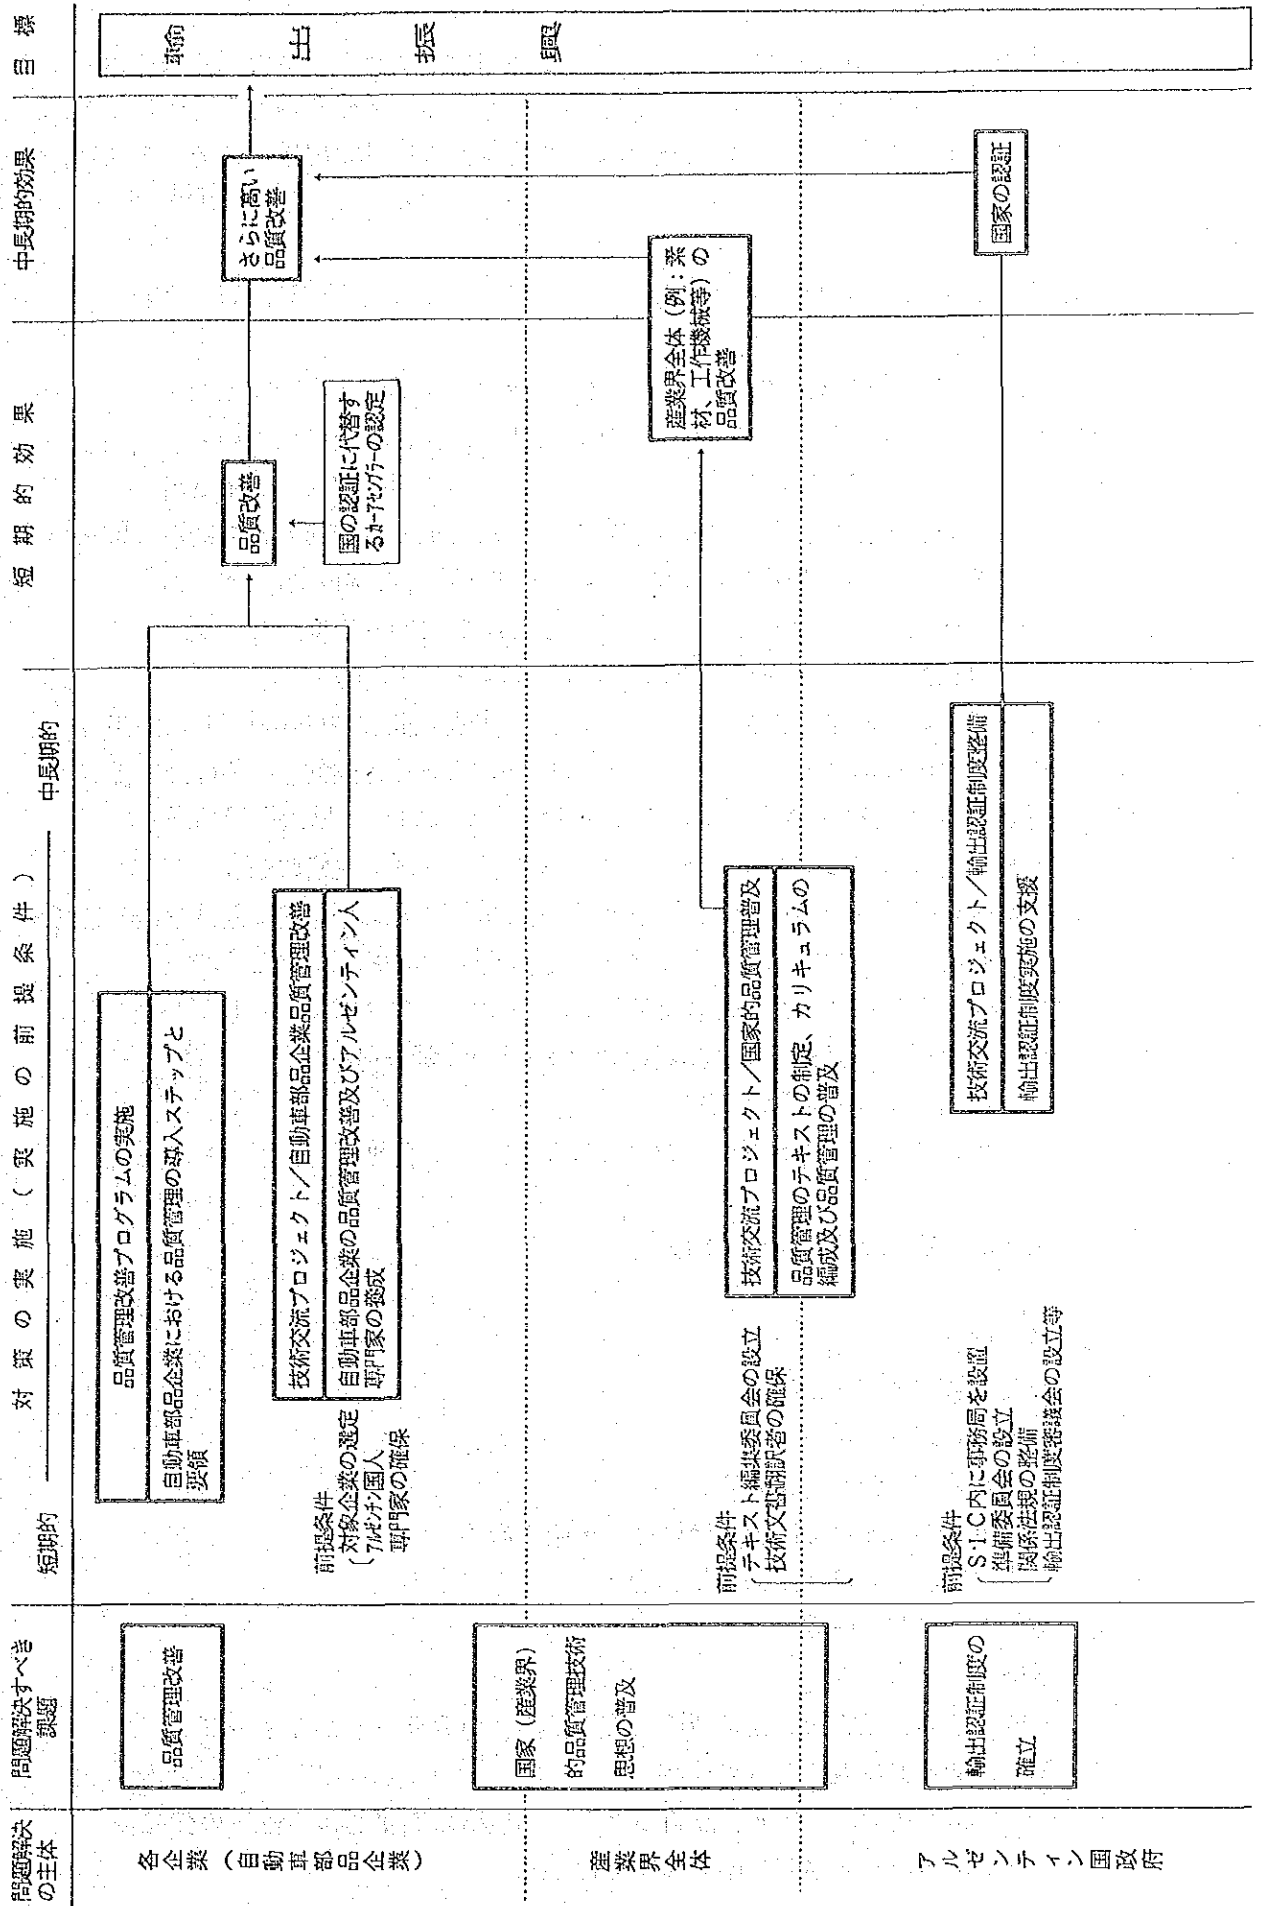 問題解決
の主体
問題解決すべき
課題
対策の実施(実施の前提条件)
短期的
中長期的
短期的効果
中長期的効果
目標
各企業(自動車部品企業)
品質管理改善
品質管理改善プログラムの実施
自動車部品企業における品質管理の導入ステップと
要領
技術交流プロジェクト/自動車部品企業品質管理改善
自動車部品企業の品質管理改善及びアルゼンティン人
専門家の養成
前提条件
対象企業の選定
アルゼンチン国人
専門家の確保
品質改善
国の認証に代替す
るカーアセンブラーの認定
さらに高い
品質改善
輸出振興
産業界全体
国家(産業界)
的品質管理技術
思想の普及
前提条件
テキスト編集委員会の設立
技術文書翻訳者の確保
技術交流プロジェクト/国家的品質管理普及
品質管理のテキストの制定、カリキュラムの
編成及び品質管理の普及
産業界全体(例:素
材、工作機械等)の
品質改善
アルゼンティン国政府
輸出認証制度の
確立
前提条件
SIC内に事務局を設置
準備委員会の設立
関係法規の整備
輸出認証制度審議会の設立等
技術交流プロジェクト/輸出認証制度整備
輸出認証制度実施の支援
国家の認証